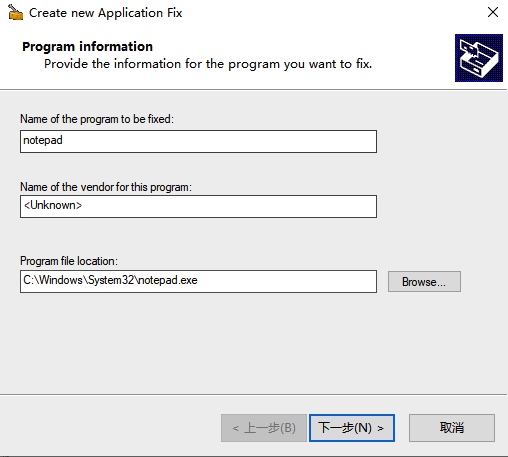 Create new Application Fix
Program information
Provide the information for the program you want to fix.
Name of the program to be fixed:
notepad
Name of the vendor for this program:
<Unknown>
Program file location:
C:\Windows\System32\notepad.exe
Browse...
< 上一步(B)
下一步(N) >
取消